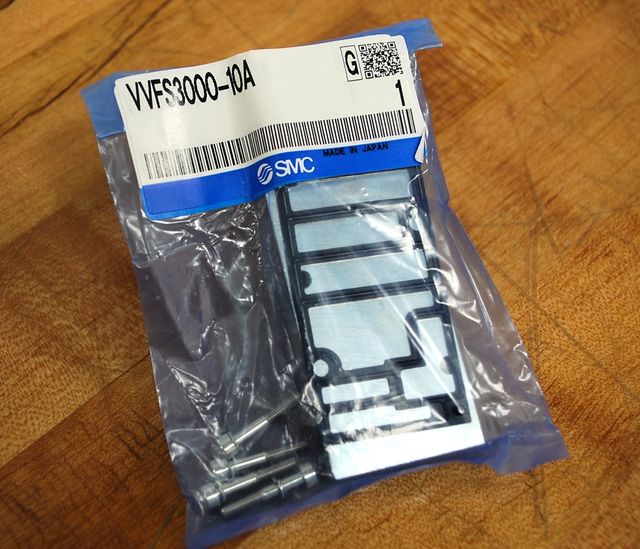 VVFS3000-10A
G
1
MADE IN JAPAN
SMC